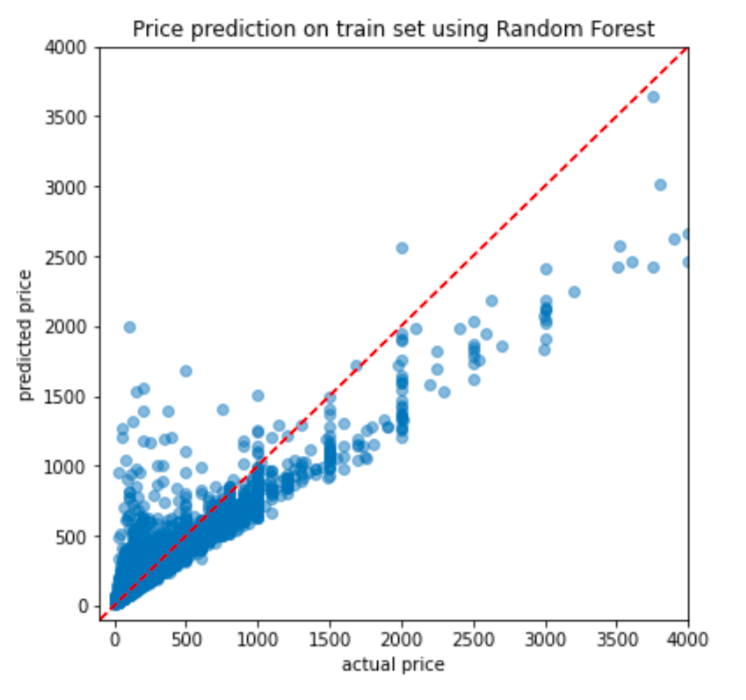 Price prediction on train set using Random Forest
4000
3500
3000
2500
2000
1500
1000
500
0
predicted price
0 500 1000 1500 2000 2500 3000 3500 4000
actual price